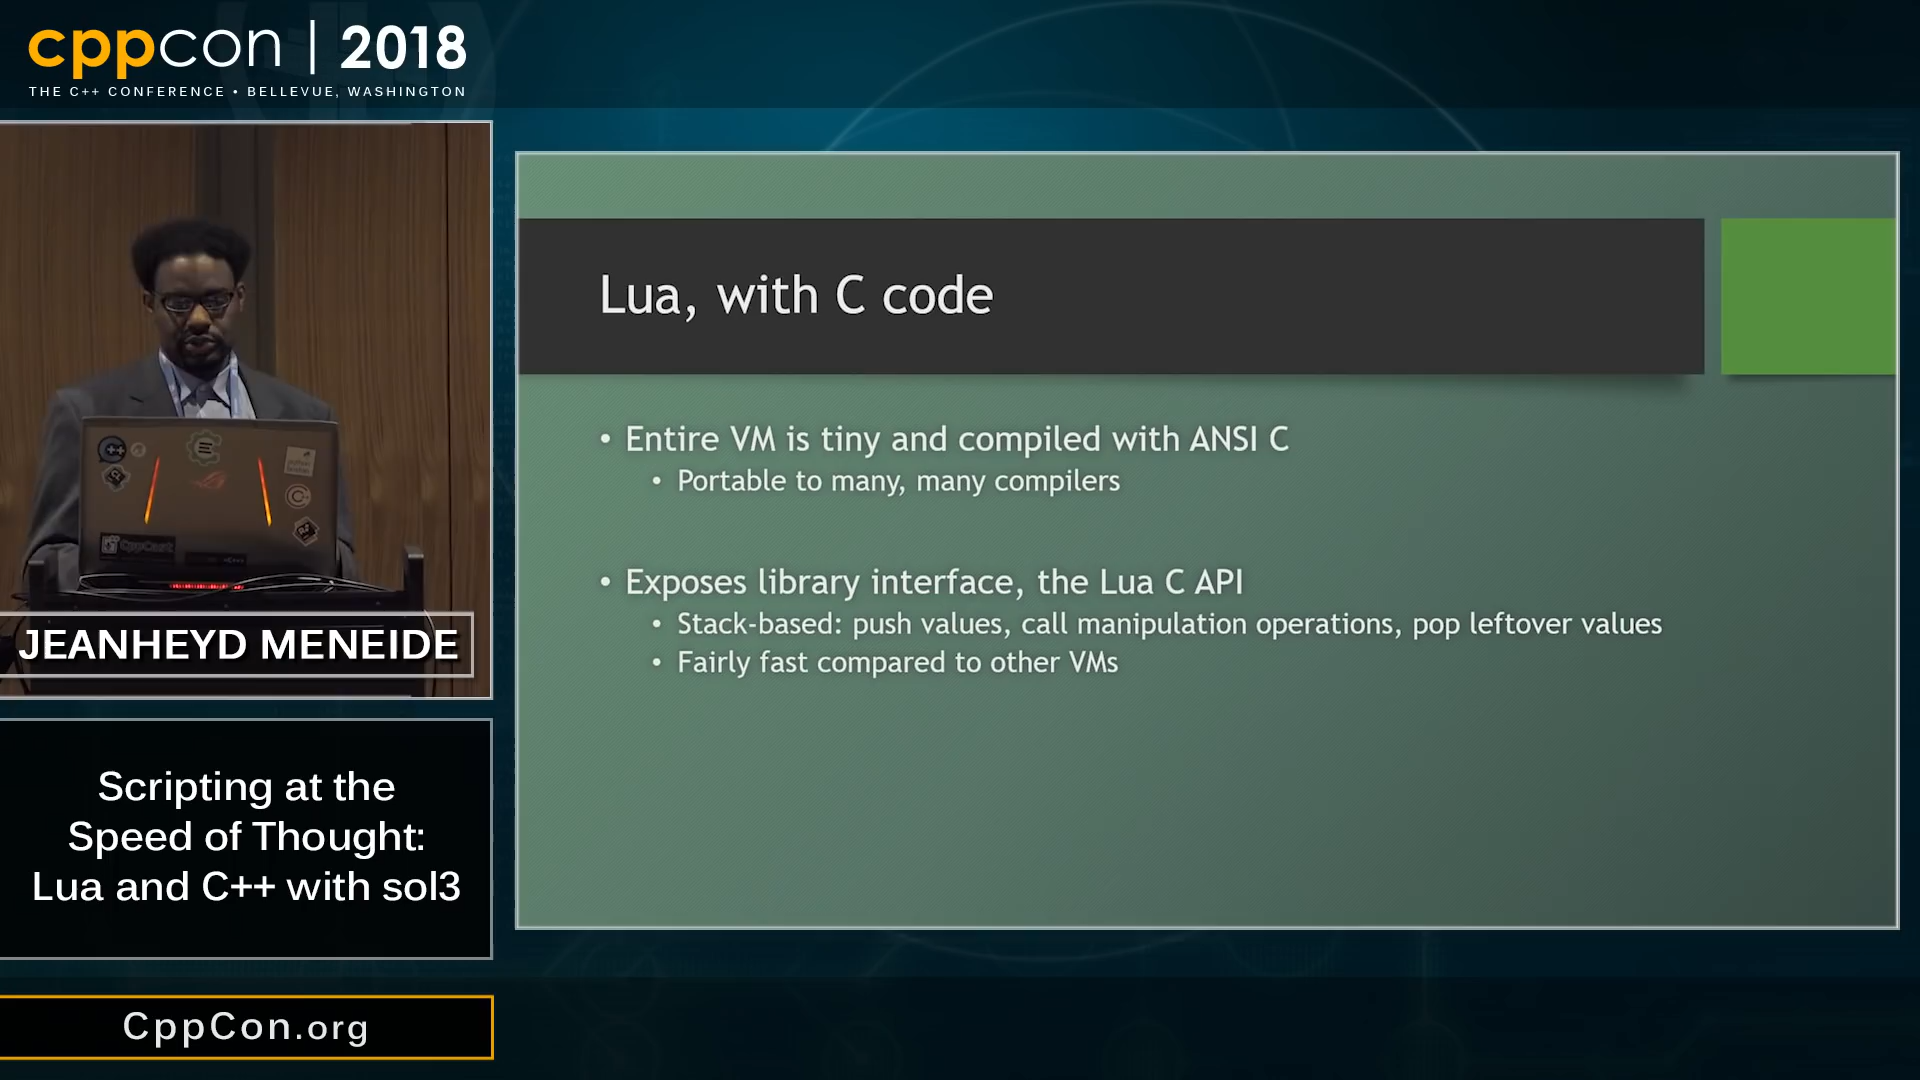 cppcon | 2018
THE C++ CONFERENCE • BELLEVUE, WASHINGTON
Lua, with C code
• Entire VM is tiny and compiled with ANSI C
• Portable to many, many compilers
• Exposes library interface, the Lua C API
• Stack-based: push values, call manipulation operations, pop leftover values
• Fairly fast compared to other VMs
CppCast
JEANHEYD MENEIDE
Scripting at the
Speed of Thought:
Lua and C++ with sol3
CppCon.org